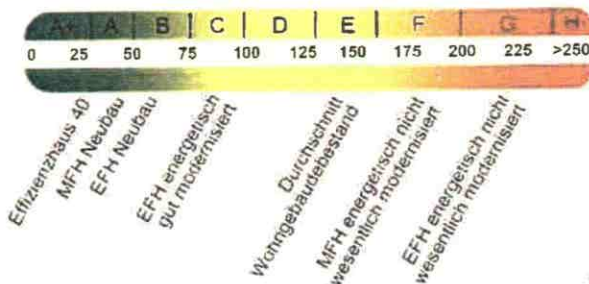 A+ A B C D E F G H
0 25 50 75 100 125 150 175 200 225 >250
Effizienzhaus 40
MFH Neubau
EFH Neubau
EFH energetisch
gut modernisiert
Durchschnitt
Wohngebäudebestand
MFH energetisch nicht
wesentlich modernisiert
EFH energetisch nicht
wesentlich modernisiert